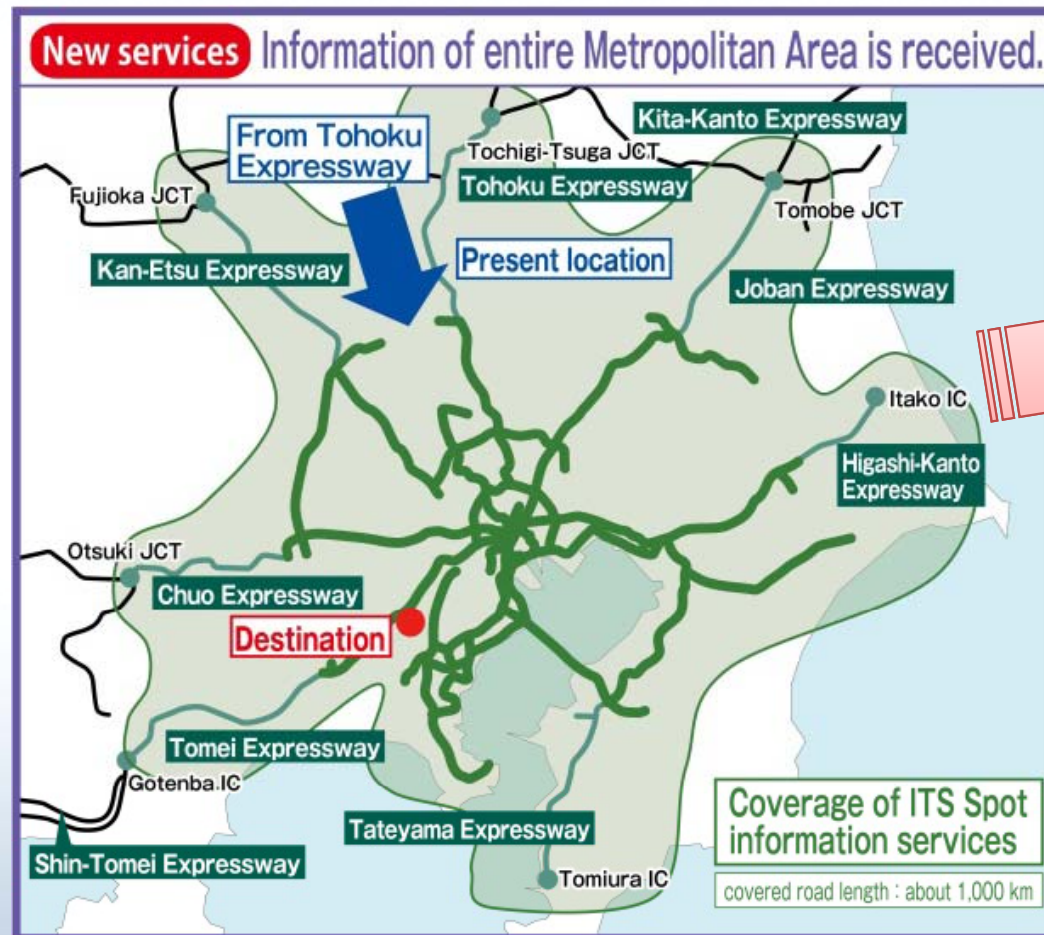 New services Information of entire Metropolitan Area is received.
From Tohoku
Expressway
Kita-Kanto Expressway
Tochigi-Tsuga JCT
Tohoku Expressway
Fujioka JCT
Tomobe JCT
Kan-Etsu Expressway
Present location
Joban Expressway
Itako IC
Higashi-Kanto
Expressway
Otsuki JCT
Chuo Expressway
Destination
Tomei Expressway
Gotenba IC
Tateyama Expressway
Shin-Tomei Expressway
Tomiura IC
Coverage of ITS Spot
information services
covered road length : about 1,000 km